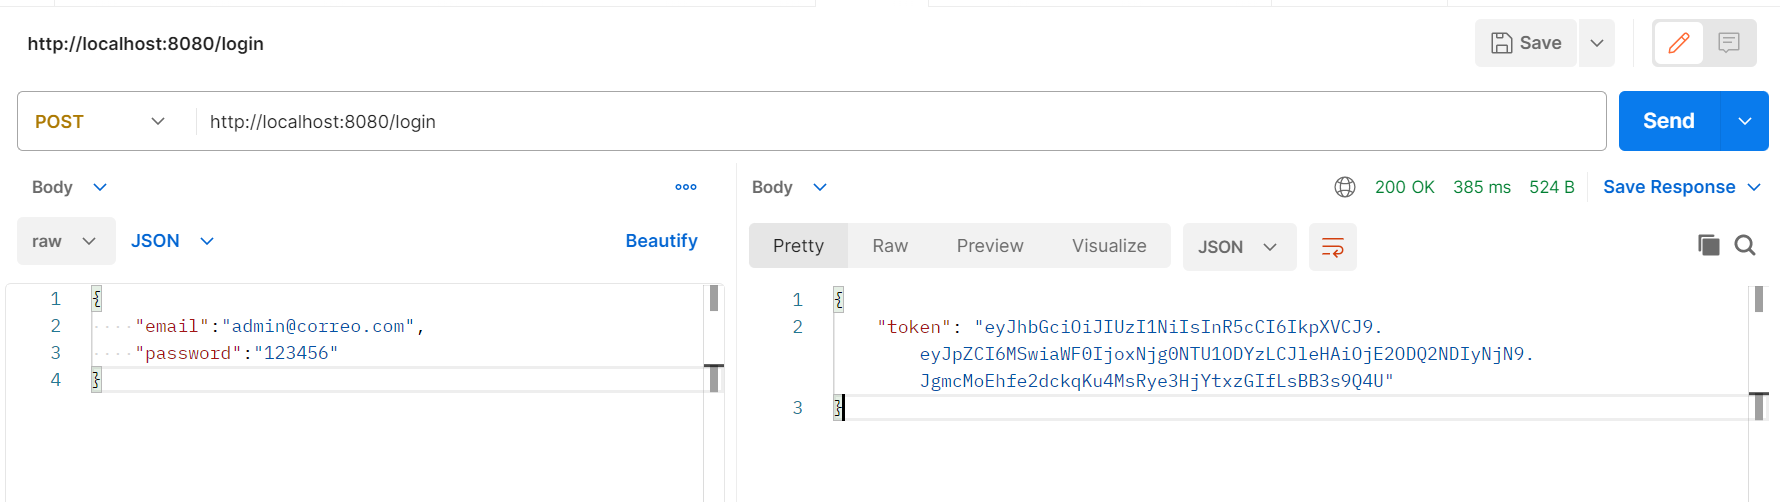 http://localhost:8080/login
Save
POST
http://localhost:8080/login
Send
Body
raw
JSON
Beautify
1 {
2 "email":"admin@correo.com",
3 "password":"123456"
4 }
Body
200 OK 385 ms 524 B Save Response
Pretty Raw Preview Visualize JSON
1 {
2 "token": "eyJhbGciOiJIUzI1NiIsInR5cCI6IkpXVCJ9.
eyJpZCI6MSwiaWF0IjoxNjg0NTU1ODYzLCJleHAiOjE2ODQ2NDIyNjN9.
JgmcMoEhfe2dckqKu4MsRye3HjYtxzGIfLsBB3s9Q4U"
3 }